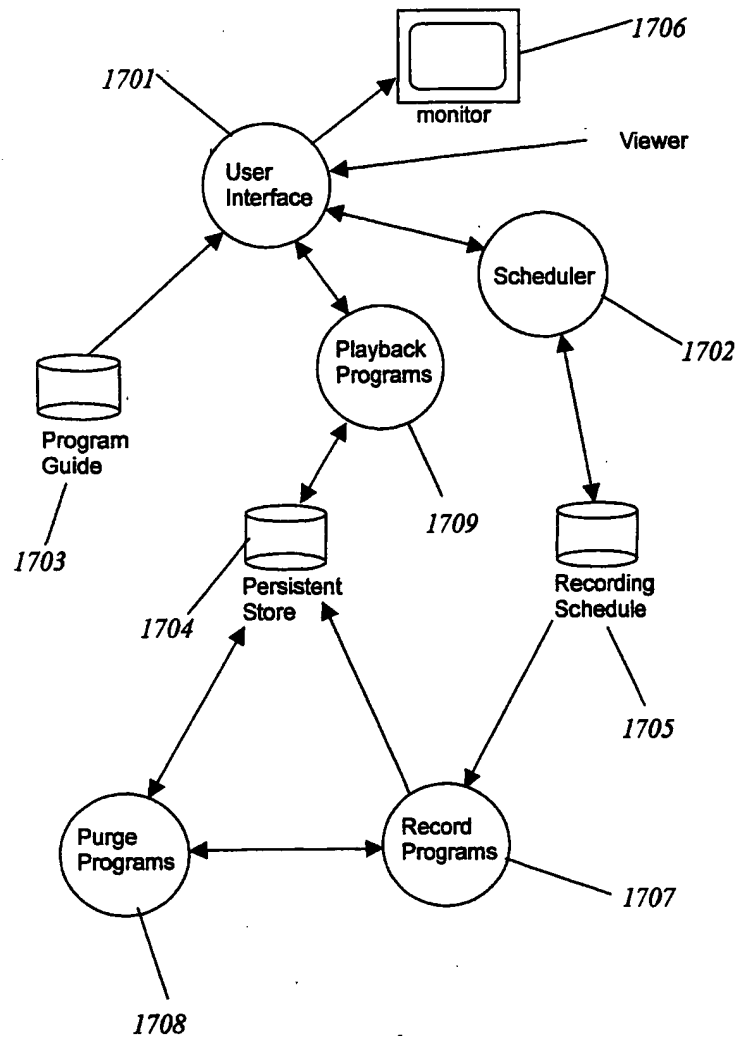 1706
1701
monitor
Viewer
User
Interface
Scheduler
1702
Playback
Programs
Program
Guide
1709
1703
Persistent
Store
Recording
Schedule
1704
1705
Purge
Programs
Record
Programs
1707
1708